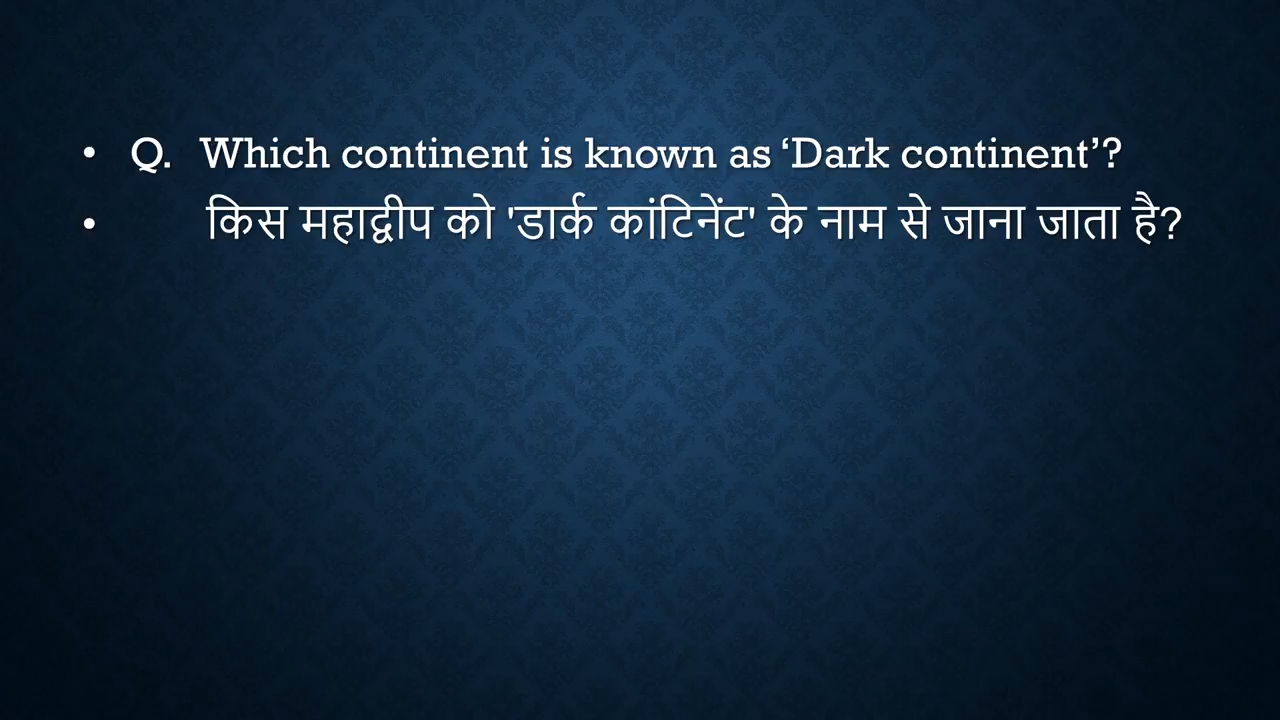 • Q. Which continent is known as ‘Dark continent’?
• किस महाद्वीप को 'डार्क कांटिनेंट' के नाम से जाना जाता है?